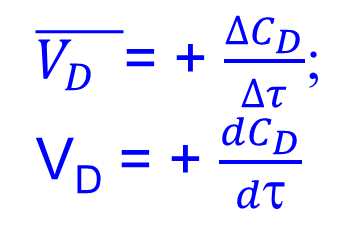 $\overline{V_D} = + \frac{\Delta C_D}{\Delta \tau};$
$V_D = + \frac{dC_D}{d\tau}$